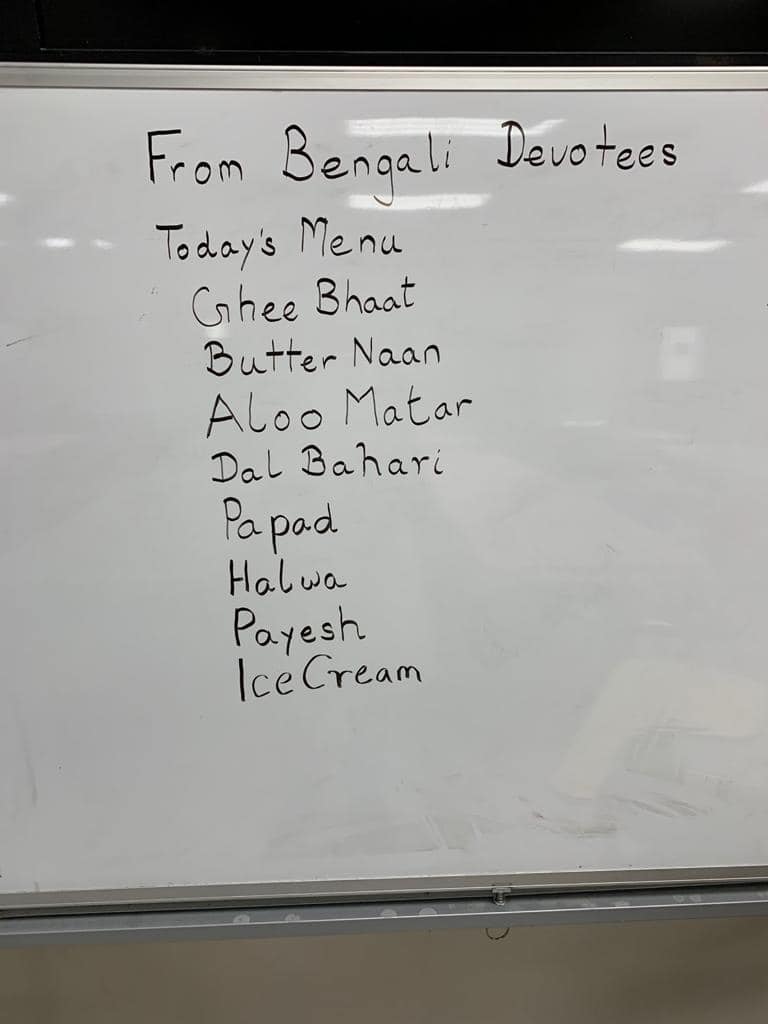 From Bengali Devotees
Today's Menu
Ghee Bhaat
Butter Naan
Aloo Matar
Dal Bahari
Papad
Halwa
Payesh
Ice Cream